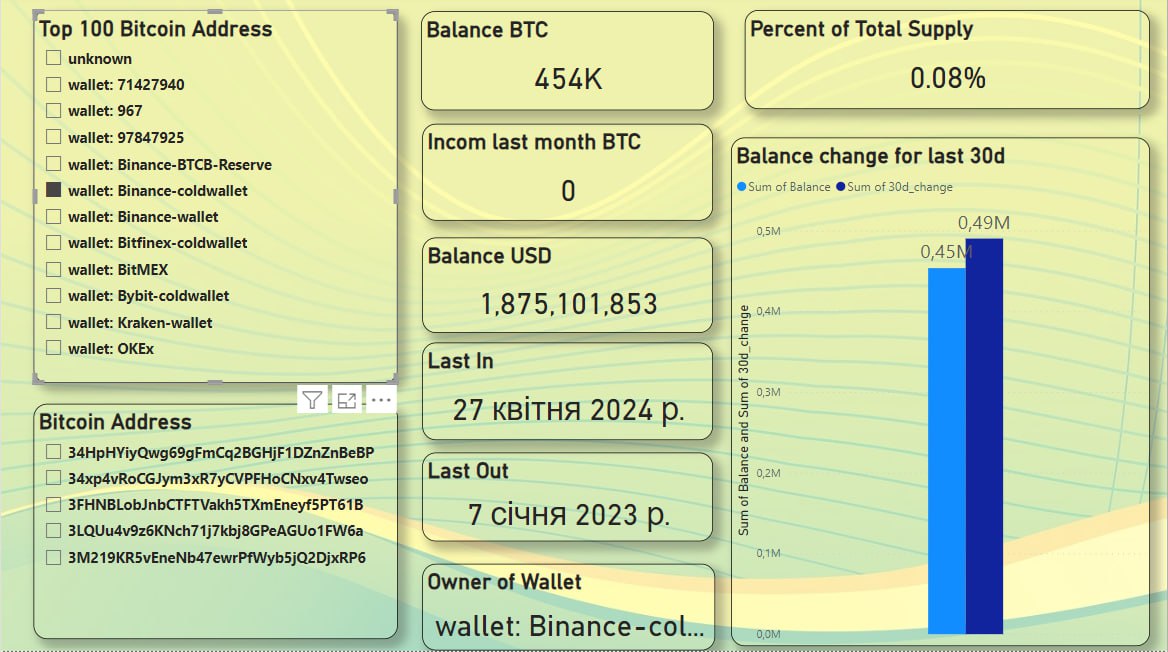 Top 100 Bitcoin Address
unknown
wallet: 71427940
wallet: 967
wallet: 97847925
wallet: Binance-BTCB-Reserve
wallet: Binance-coldwallet
wallet: Binance-wallet
wallet: Bitfinex-coldwallet
wallet: BitMEX
wallet: Bybit-coldwallet
wallet: Kraken-wallet
wallet: OKEx
Bitcoin Address
34HpHYiyQwg69gFmCq2BGHjF1DZnZnBeBP
34xp4vRoCGJym3xR7yCVPFHoCNxv4Twseo
3FHNBLobJnbCTFTVakh5TXmEneyf5PT61B
3LQUu4v9z6KNch71j7kbj8GPeAGUo1FW6a
3M219KR5vEneNb47ewrPfWyb5jQ2DjxRP6
Balance BTC
454K
Incom last month BTC
0
Balance USD
1,875,101,853
Last In
27 квітня 2024 р.
Last Out
7 січня 2023 р.
Owner of Wallet
wallet: Binance-col...
Percent of Total Supply
0.08%
Balance change for last 30d
Sum of Balance Sum of 30d_change
0,49M
0,45M
0,5M
0,4M
0,3M
0,2M
0,1M
0,0M
Sum of Balance and Sum of 30d_change